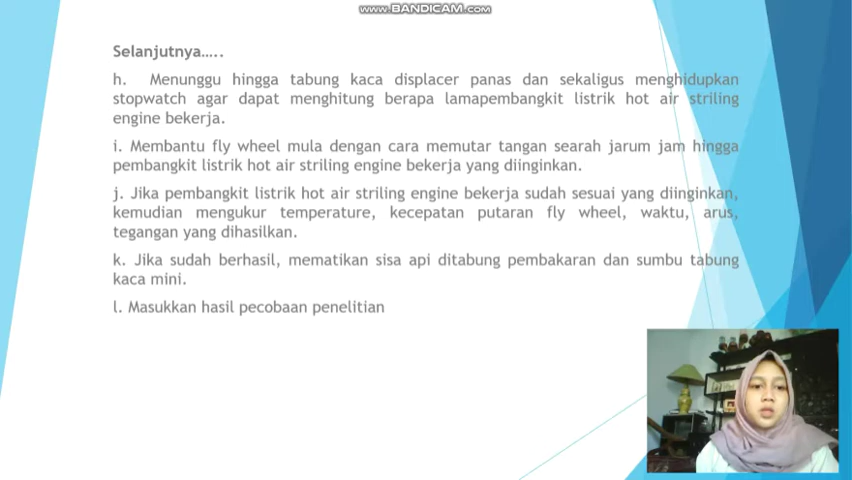 www.BANDICAM.com
Selanjutnya.....
h. Menunggu hingga tabung kaca displacer panas dan sekaligus menghidupkan
stopwatch agar dapat menghitung berapa lamapembangkit listrik hot air striling
engine bekerja.
i. Membantu fly wheel mula dengan cara memutar tangan searah jarum jam hingga
pembangkit listrik hot air striling engine bekerja yang diinginkan.
j. Jika pembangkit listrik hot air striling engine bekerja sudah sesuai yang diinginkan,
kemudian mengukur temperature, kecepatan putaran fly wheel, waktu, arus,
tegangan yang dihasilkan.
k. Jika sudah berhasil, mematikan sisa api ditabung pembakaran dan sumbu tabung
kaca mini.
l. Masukkan hasil pecobaan penelitian